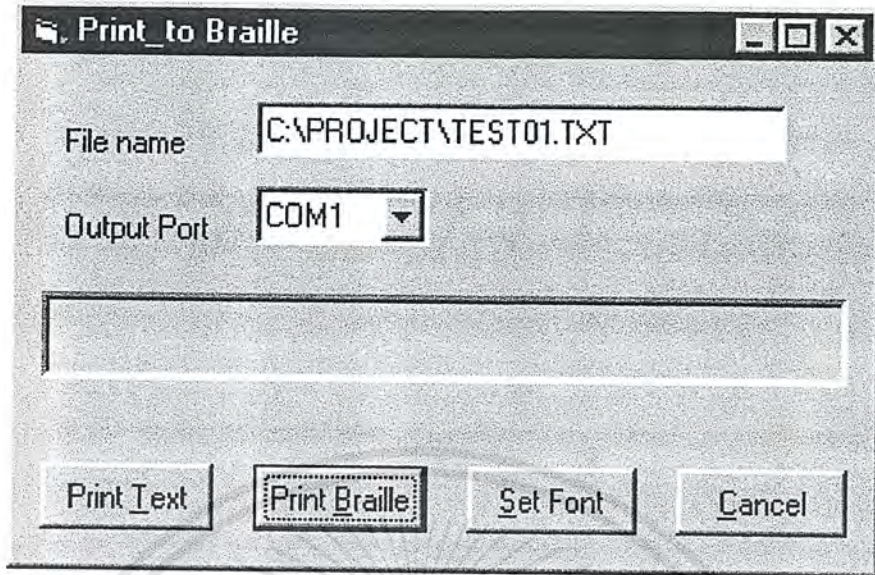 Print_to Braille
File name C:\PROJECT\TEST01.TXT
Output Port COM1
Print Text Print Braille Set Font Cancel